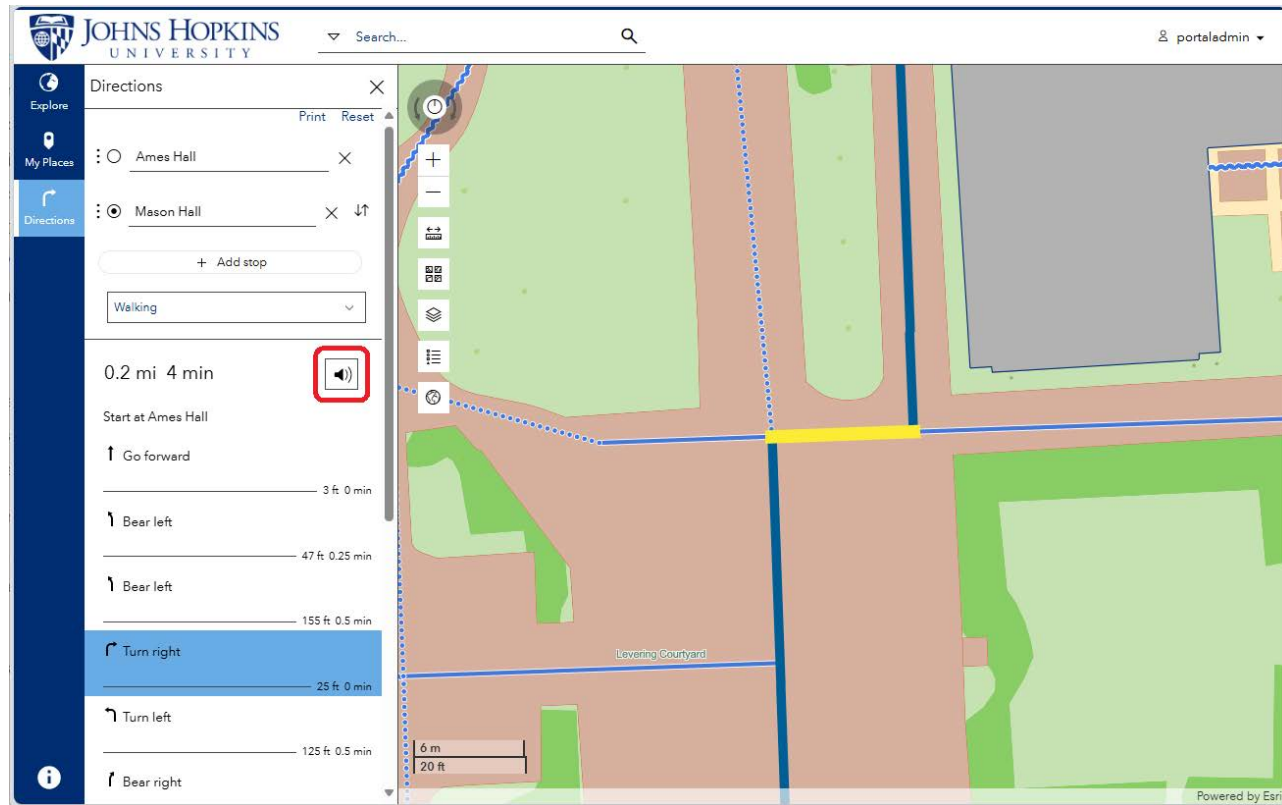 JOHNS HOPKINS
UNIVERSITY
Search...
portaladmin
Explore
My Places
Directions
Directions
Print Reset
Ames Hall
Mason Hall
+ Add stop
Walking
0.2 mi 4 min
Start at Ames Hall
Go forward
3 ft 0 min
Bear left
47 ft 0.25 min
Bear left
155 ft 0.5 min
Turn right
25 ft 0 min
Turn left
125 ft 0.5 min
Bear right
Levering Courtyard
6 m
20 ft
Powered by Esri